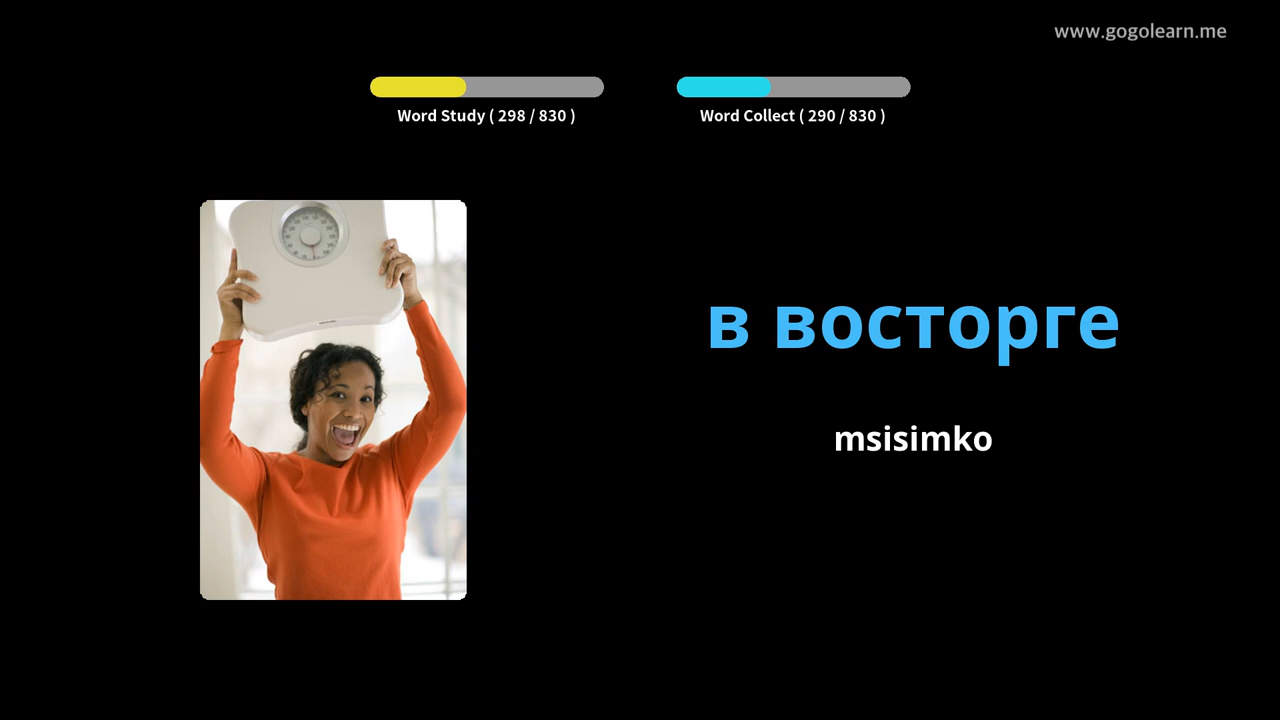 www.gogolearn.me
Word Study ( 298 / 830 )
Word Collect ( 290 / 830 )
в восторге
msisimko